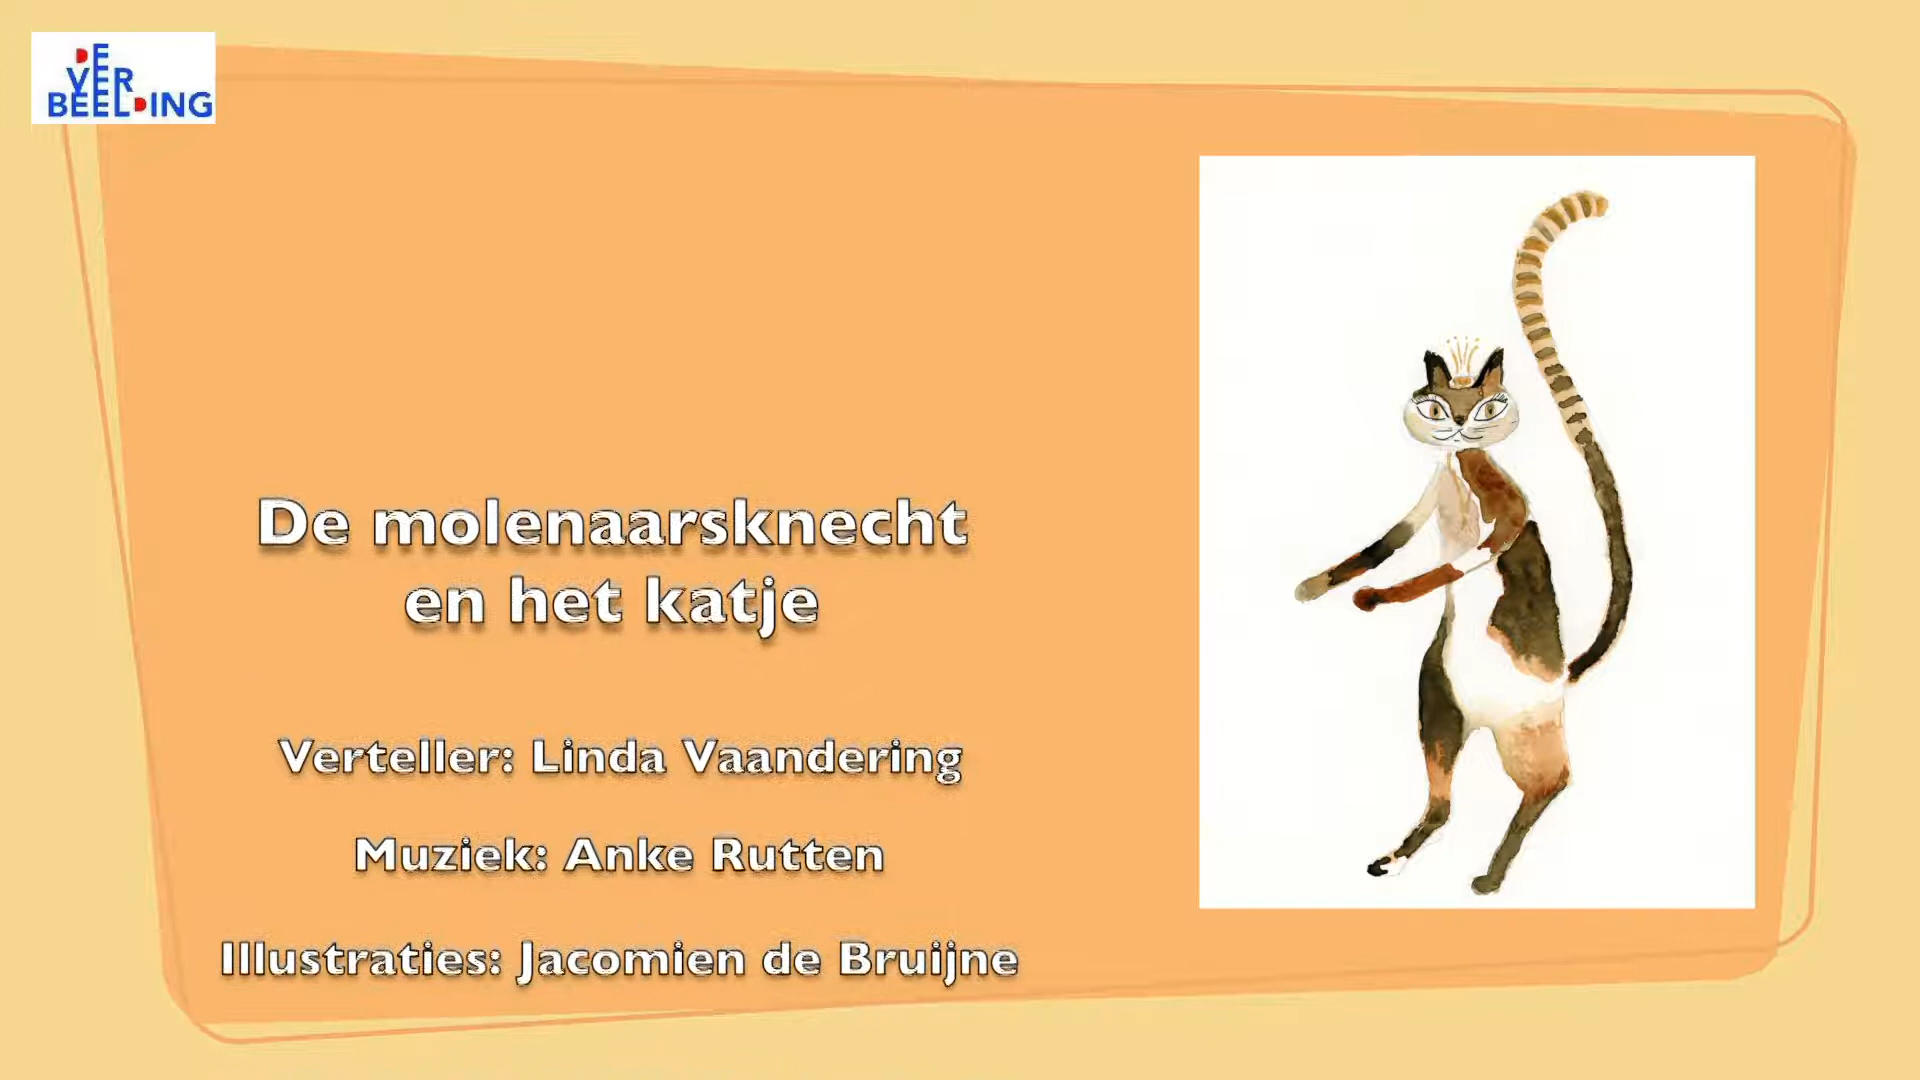 DE
VER
BEELDING
De molenaarsknecht
en het katje
Verteller: Linda Vaandering
Muziek: Anke Rutten
Illustraties: Jacomien de Bruijne